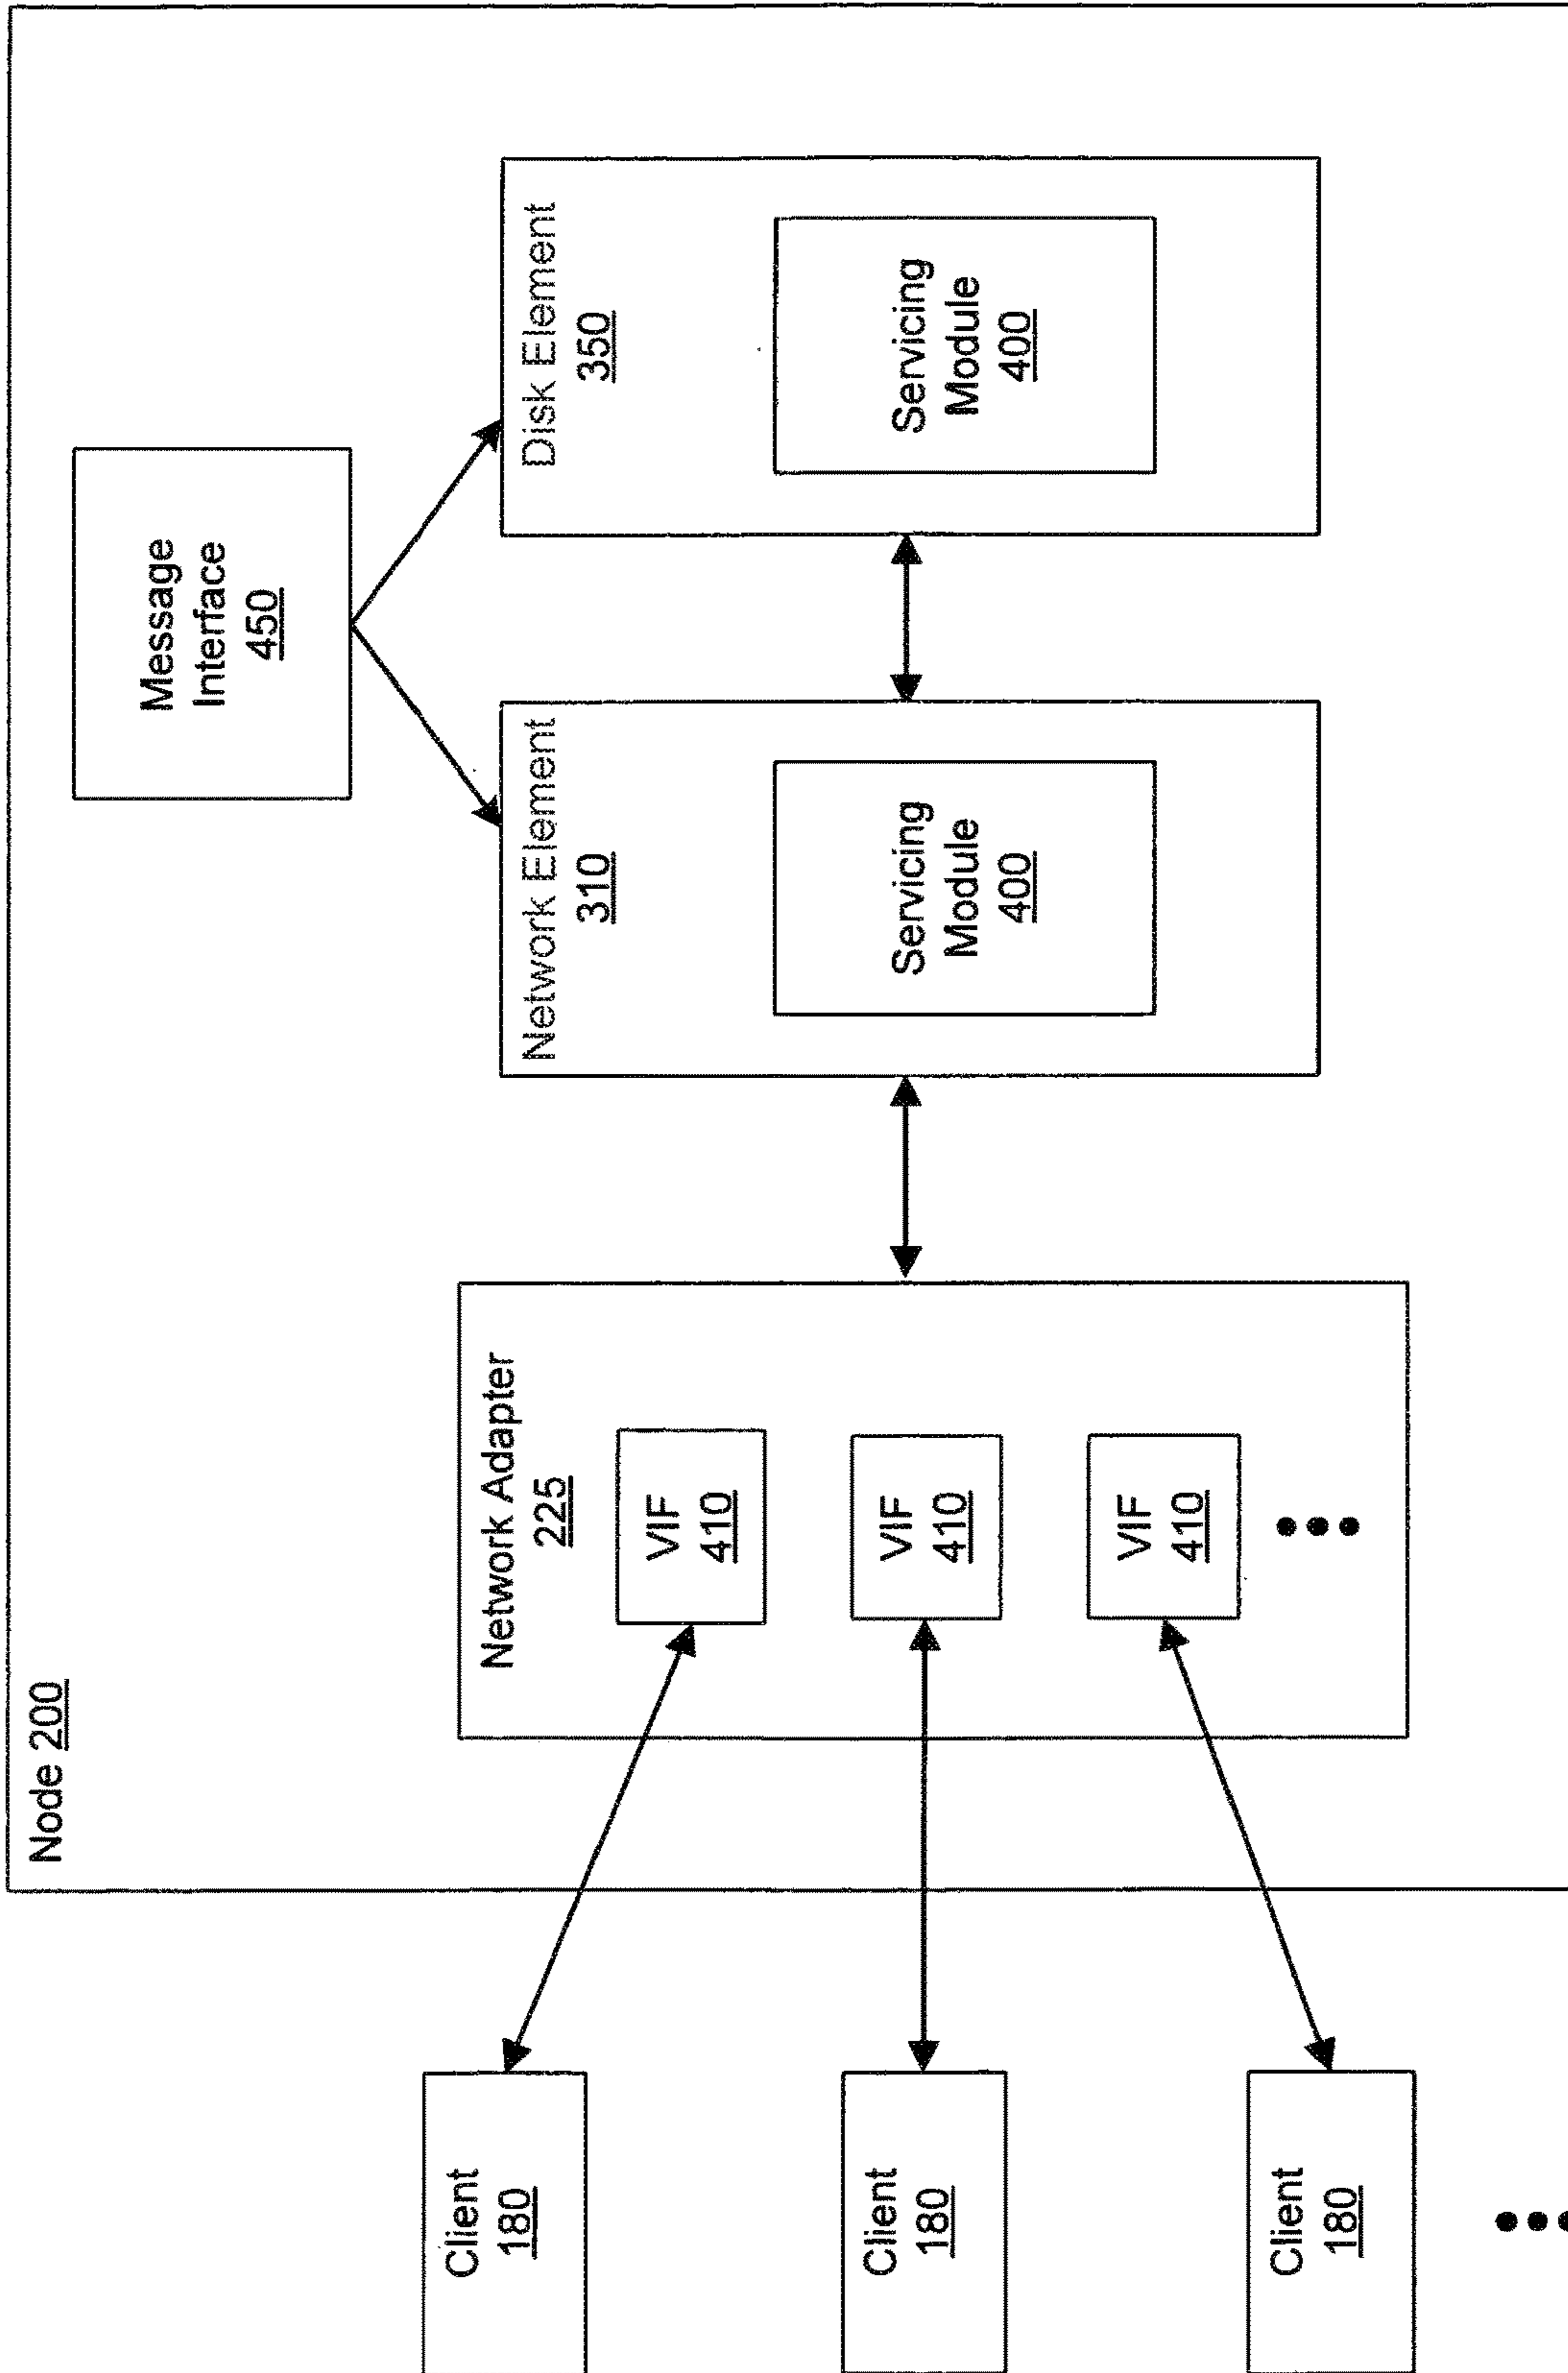 Node 200
Message
Interface
450
Client
180
Client
180
Client
180
Network Adapter
225
VIF
410
VIF
410
VIF
410
Network Element
310
Servicing
Module
400
Disk Element
350
Servicing
Module
400